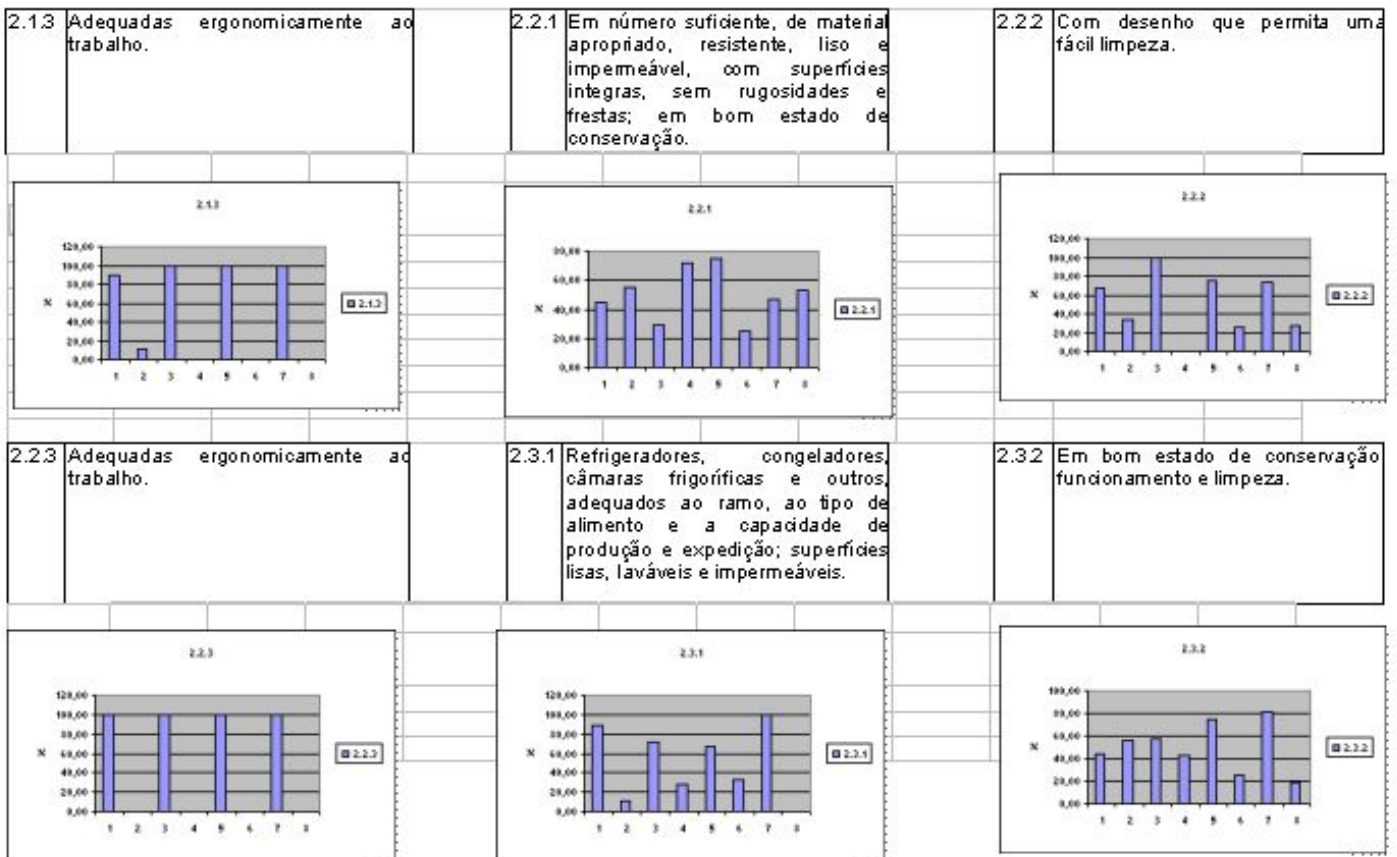 2.1.3 Adequadas ergonomicamente ao
trabalho.
2.2.1 Em número suficiente, de material
apropriado, resistente, liso e
impermeável, com superfícies
integras, sem rugosidades e
frestas; em bom estado de
conservação.
2.2.2 Com desenho que permita uma
fácil limpeza.
2.1.3
120,00
100,00
80,00
60,00
40,00
20,00
0,00
%
1 2 3 4 5 6 7 8
2.1.3
2.2.1
80,00
60,00
40,00
20,00
0,00
%
1 2 3 4 5 6 7 8
2.2.1
2.2.2
120,00
100,00
80,00
60,00
40,00
20,00
0,00
%
1 2 3 4 5 6 7 8
2.2.2
2.2.3 Adequadas ergonomicamente ao
trabalho.
2.3.1 Refrigeradores, congeladores,
câmaras frigoríficas e outros,
adequados ao ramo, ao tipo de
alimento e a capacidade de
produção e expedição; superfícies
lisas, laváveis e impermeáveis.
2.3.2 Em bom estado de conservação
funcionamento e limpeza.
2.2.3
120,00
100,00
80,00
60,00
40,00
20,00
0,00
%
1 2 3 4 5 6 7 8
2.2.3
2.3.1
120,00
100,00
80,00
60,00
40,00
20,00
0,00
%
1 2 3 4 5 6 7 8
2.3.1
2.3.2
100,00
80,00
60,00
40,00
20,00
0,00
%
1 2 3 4 5 6 7 8
2.3.2